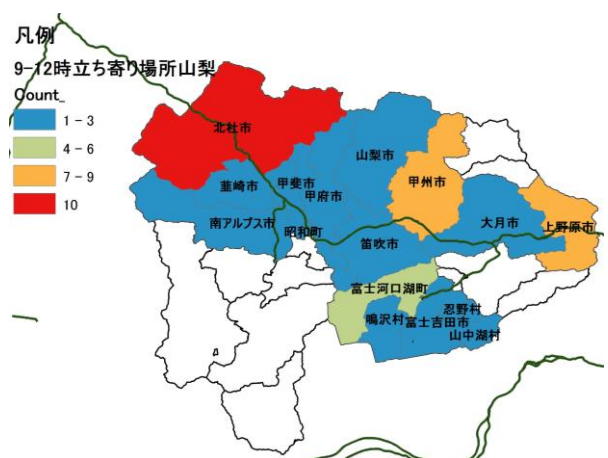 凡例
9-12時立ち寄り場所山梨
Count_
1 - 3
4 - 6
7 - 9
10
北杜市
山梨市
韮崎市
甲斐市
甲府市
甲州市
南アルプス市
昭和町
笛吹市
大月市
上野原市
富士河口湖町
鳴沢村
富士吉田市
忍野村
山中湖村